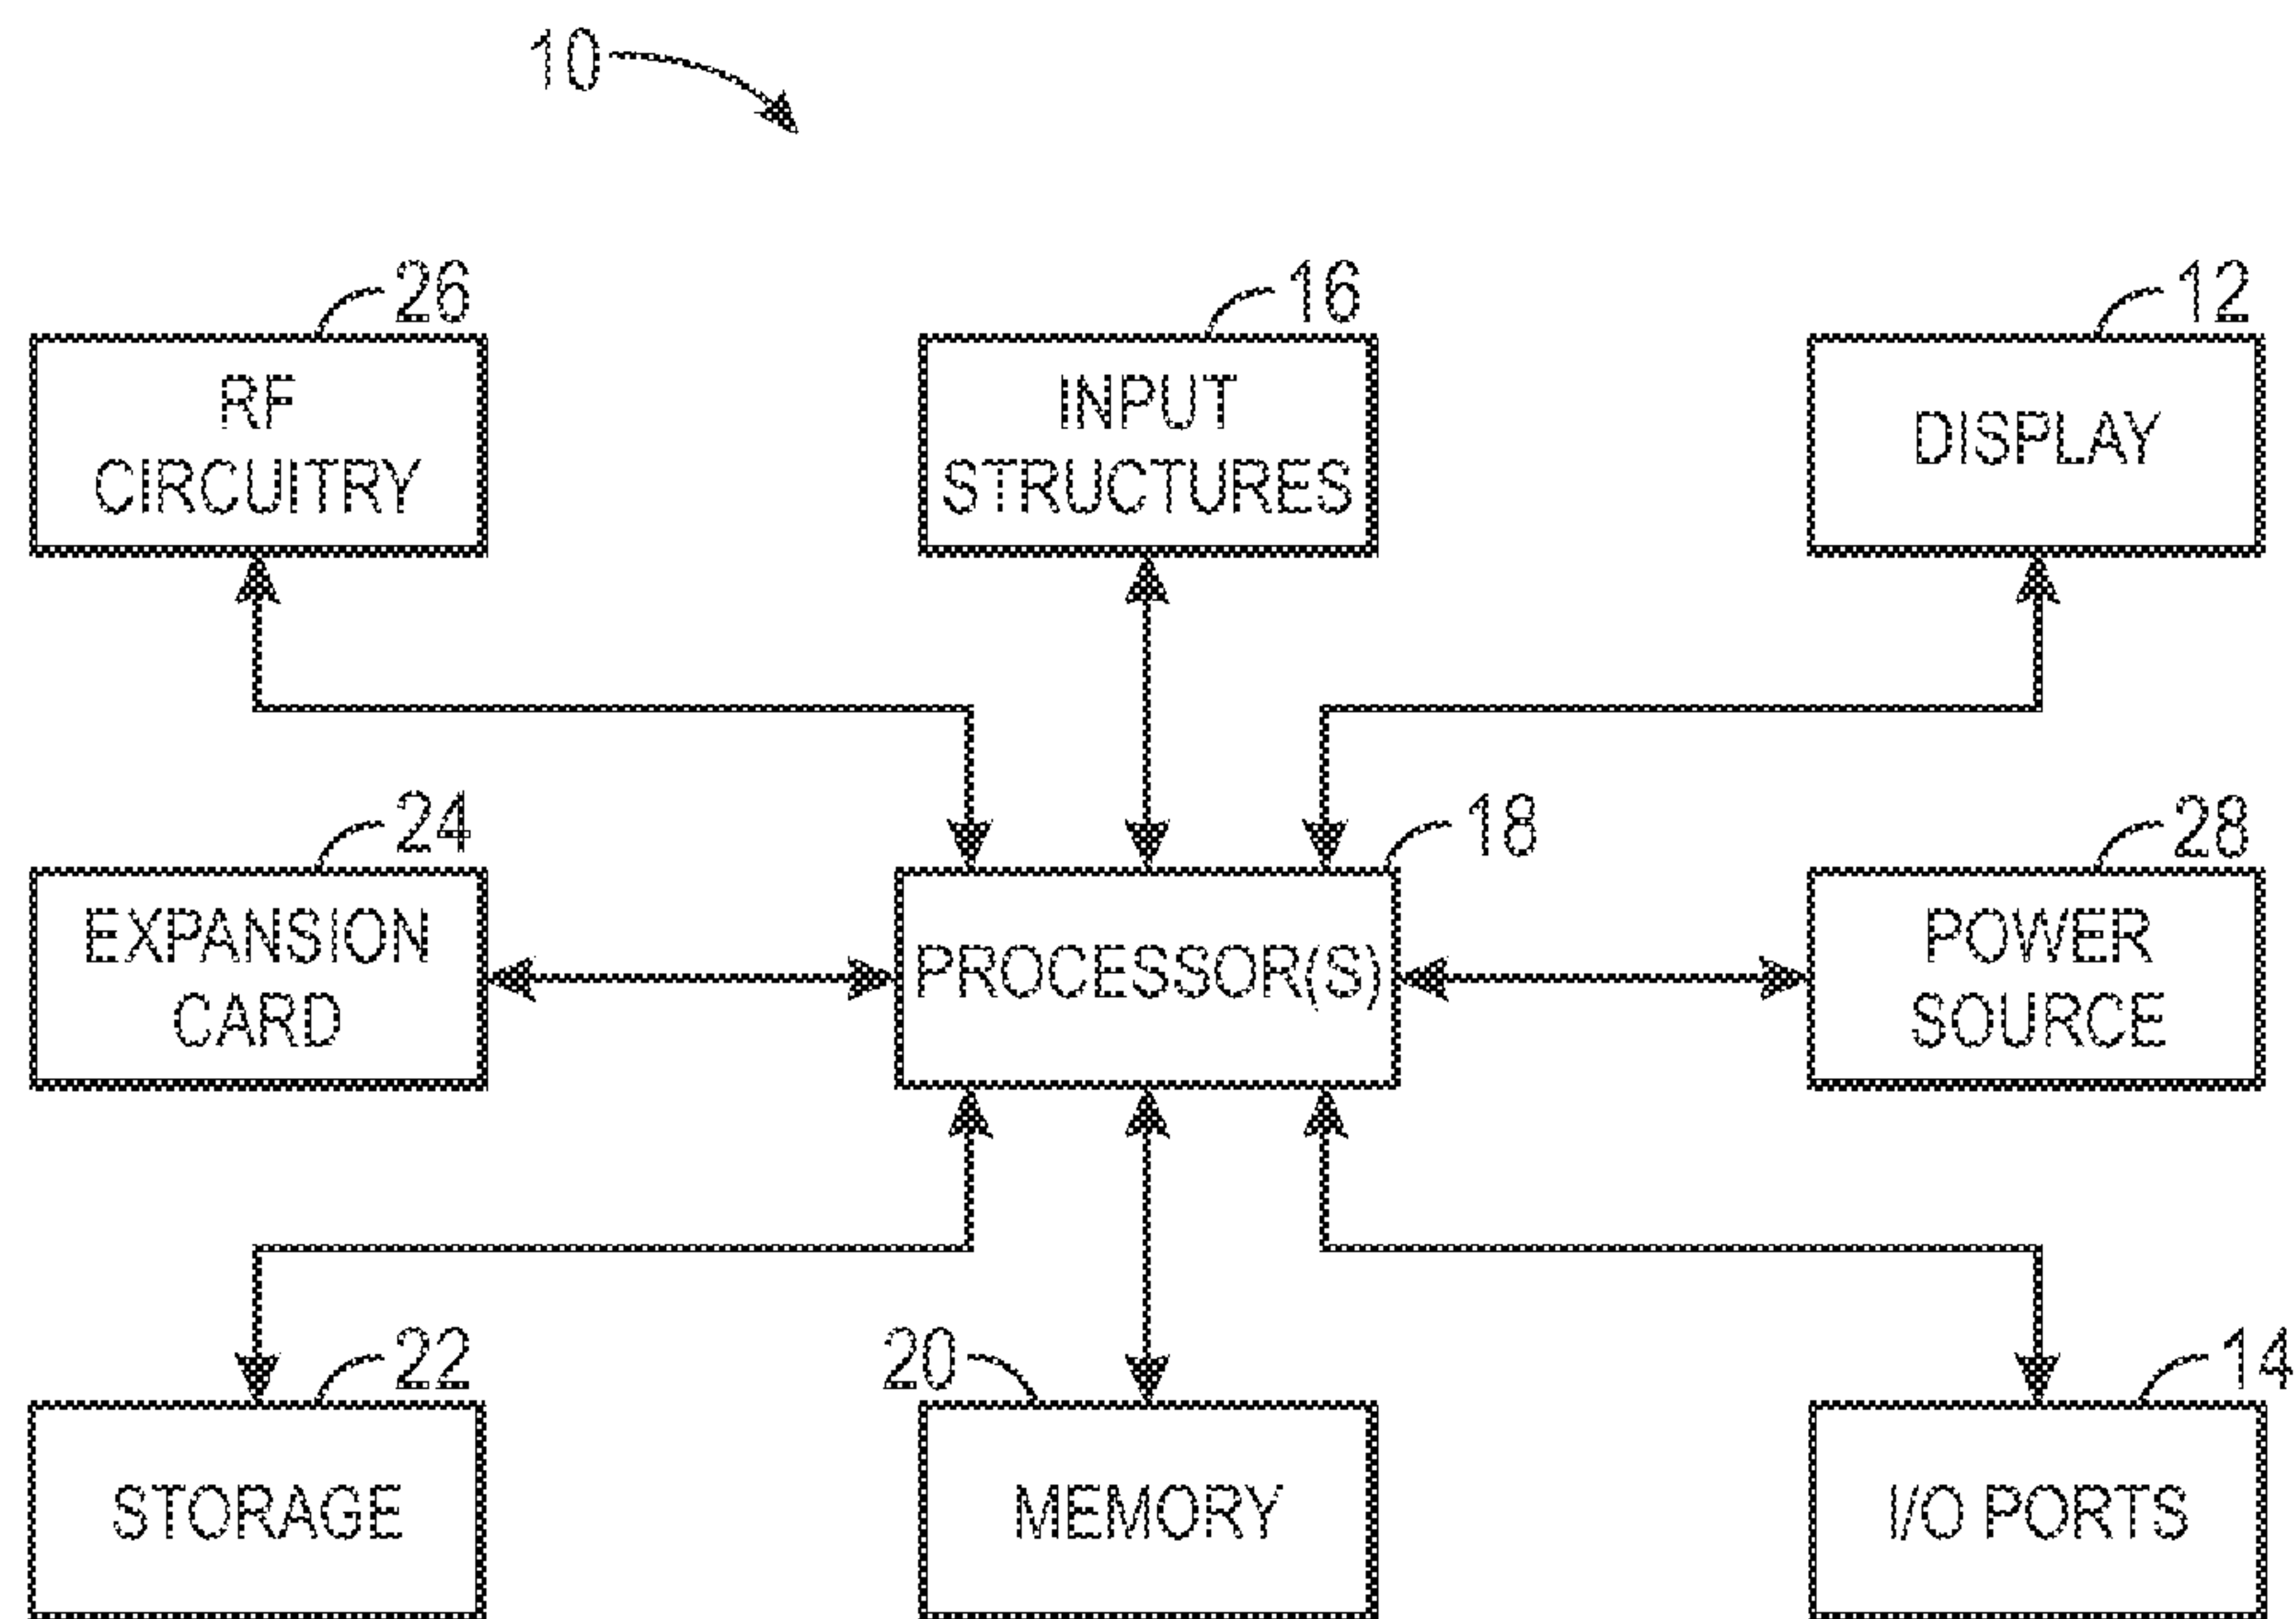 10
26
16
12
RF
CIRCUITRY
INPUT
STRUCTURES
DISPLAY
24
18
28
EXPANSION
CARD
PROCESSOR(S)
POWER
SOURCE
22
20
14
STORAGE
MEMORY
I/O PORTS